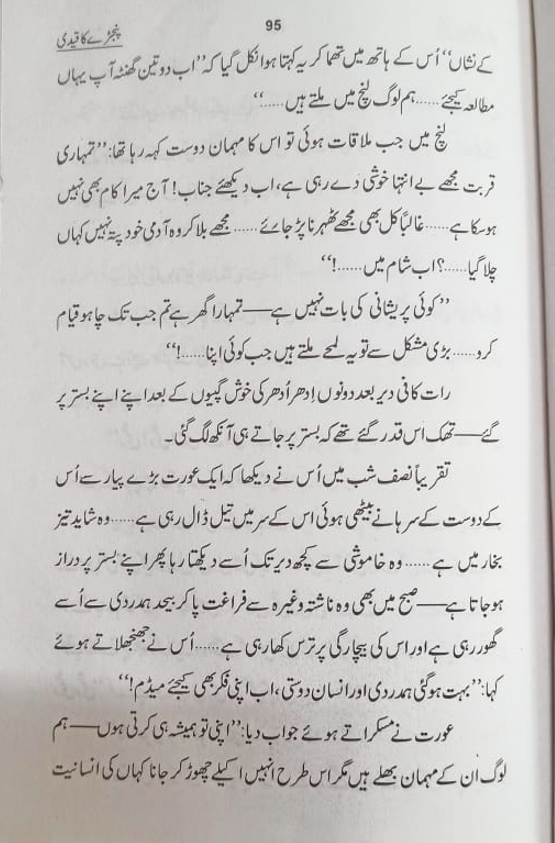 95
پنجڑے کا قیدی
کے نشاں‘‘ اُس کے ہاتھ میں تھما کر یہ کہتا ہوا نکل گیا کہ ’’اب دو تین گھنٹہ آپ یہاں
مطالعہ کیجئے......ہم لوگ لنچ میں ملتے ہیں.....‘‘
لنچ میں جب ملاقات ہوئی تو اس کا مہمان دوست کہہ رہا تھا: ’’تمہاری
قربت مجھے بے انتہا خوشی دے رہی ہے، اب دیکھئے جناب! آج میرا کام بھی نہیں
ہوسکا ہے......غالباً کل بھی مجھے ٹھہرنا پڑ جائے......مجھے بلا کر وہ آدمی خود پتہ نہیں کہاں
چلا گیا......؟ اب شام میں......!‘‘
’’کوئی پریشانی کی بات نہیں ہے—تمہارا گھر ہے تم جب تک چاہو قیام
کرو......بڑی مشکل سے تو یہ لمحے ملتے ہیں جب کوئی اپنا......!‘‘
رات کافی دیر بعد دونوں اِدھر اُدھر کی خوش گپیوں کے بعد اپنے اپنے بستر پر
گئے—تھک اس قدر گئے تھے کہ بستر پر جاتے ہی آنکھ لگ گئی۔
تقریباً نصف شب میں اُس نے دیکھا کہ ایک عورت بڑے پیار سے اُس
کے دوست کے سرہانے بیٹھی ہوئی اس کے سر میں تیل ڈال رہی ہے......وہ شاید تیز
بخار میں ہے......وہ خاموشی سے کچھ دیر تک اُسے دیکھتا رہا پھر اپنے بستر پر دراز
ہوجاتا ہے—صبح میں بھی وہ ناشتہ وغیرہ سے فراغت پا کر بیحد ہمدردی سے اُسے
گھور رہی ہے اور اس کی بیچارگی پر ترس کھا رہی ہے......اُس نے جھنجھلاتے ہوئے
کہا: ’’بہت ہوگئی ہمدردی اور انسان دوستی، اب اپنی فکر بھی کیجئے میڈم!‘‘
عورت نے مسکراتے ہوئے جواب دیا: ’’اپنی تو ہمیشہ ہی کرتی ہوں—ہم
لوگ اُن کے مہمان بھلے ہیں مگر اس طرح انہیں اکیلے چھوڑ کر جانا کہاں کی انسانیت